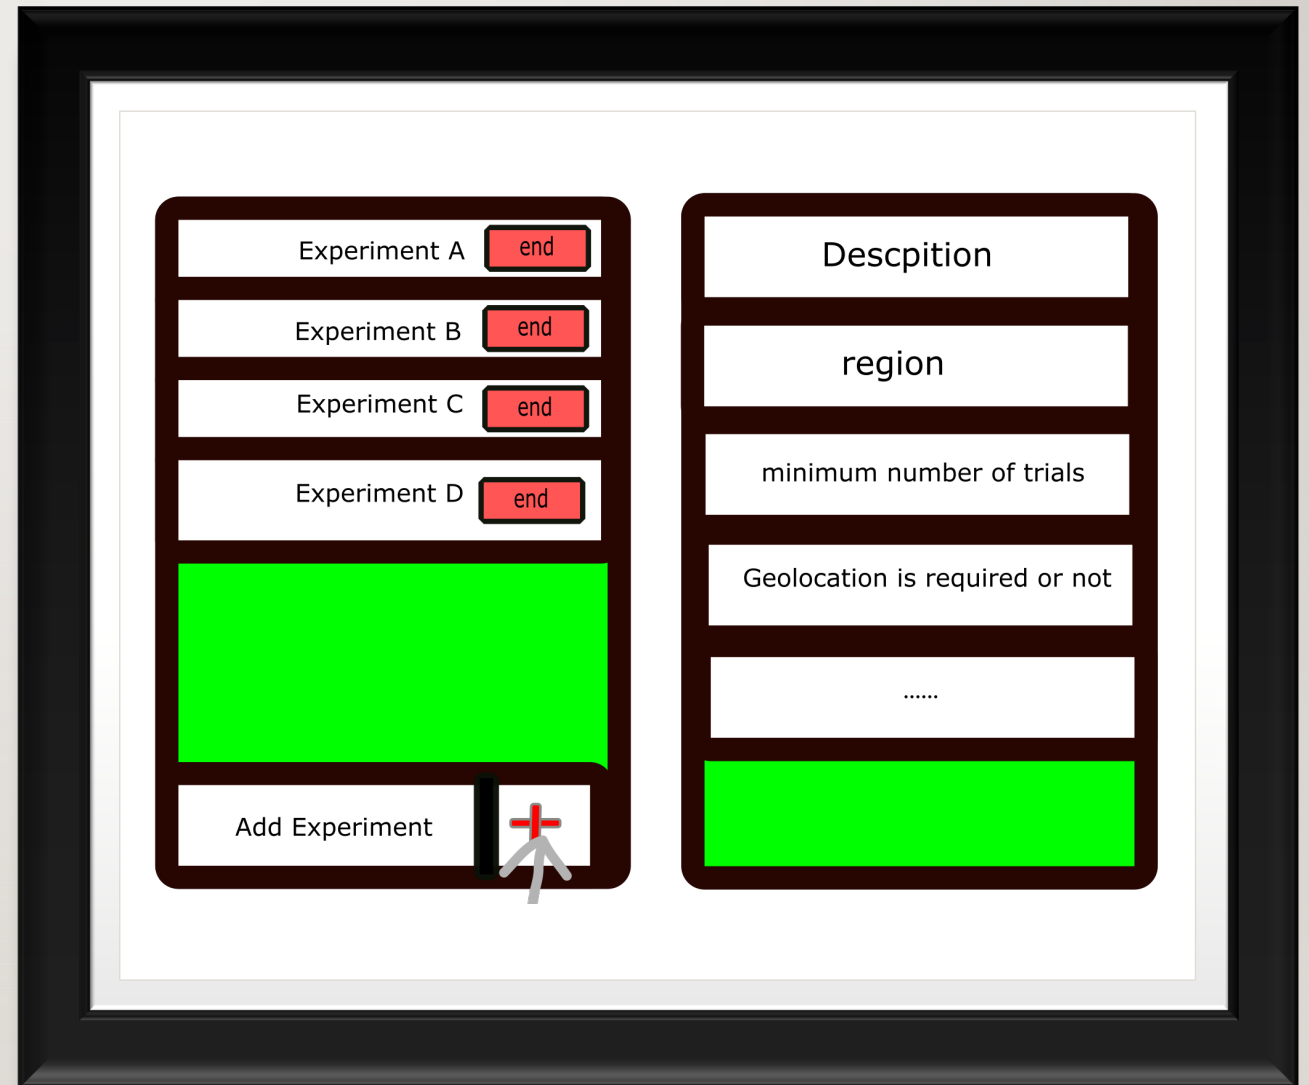 Experiment A end
Experiment B end
Experiment C end
Experiment D end
Add Experiment
Descpition
region
minimum number of trials
Geolocation is required or not
......